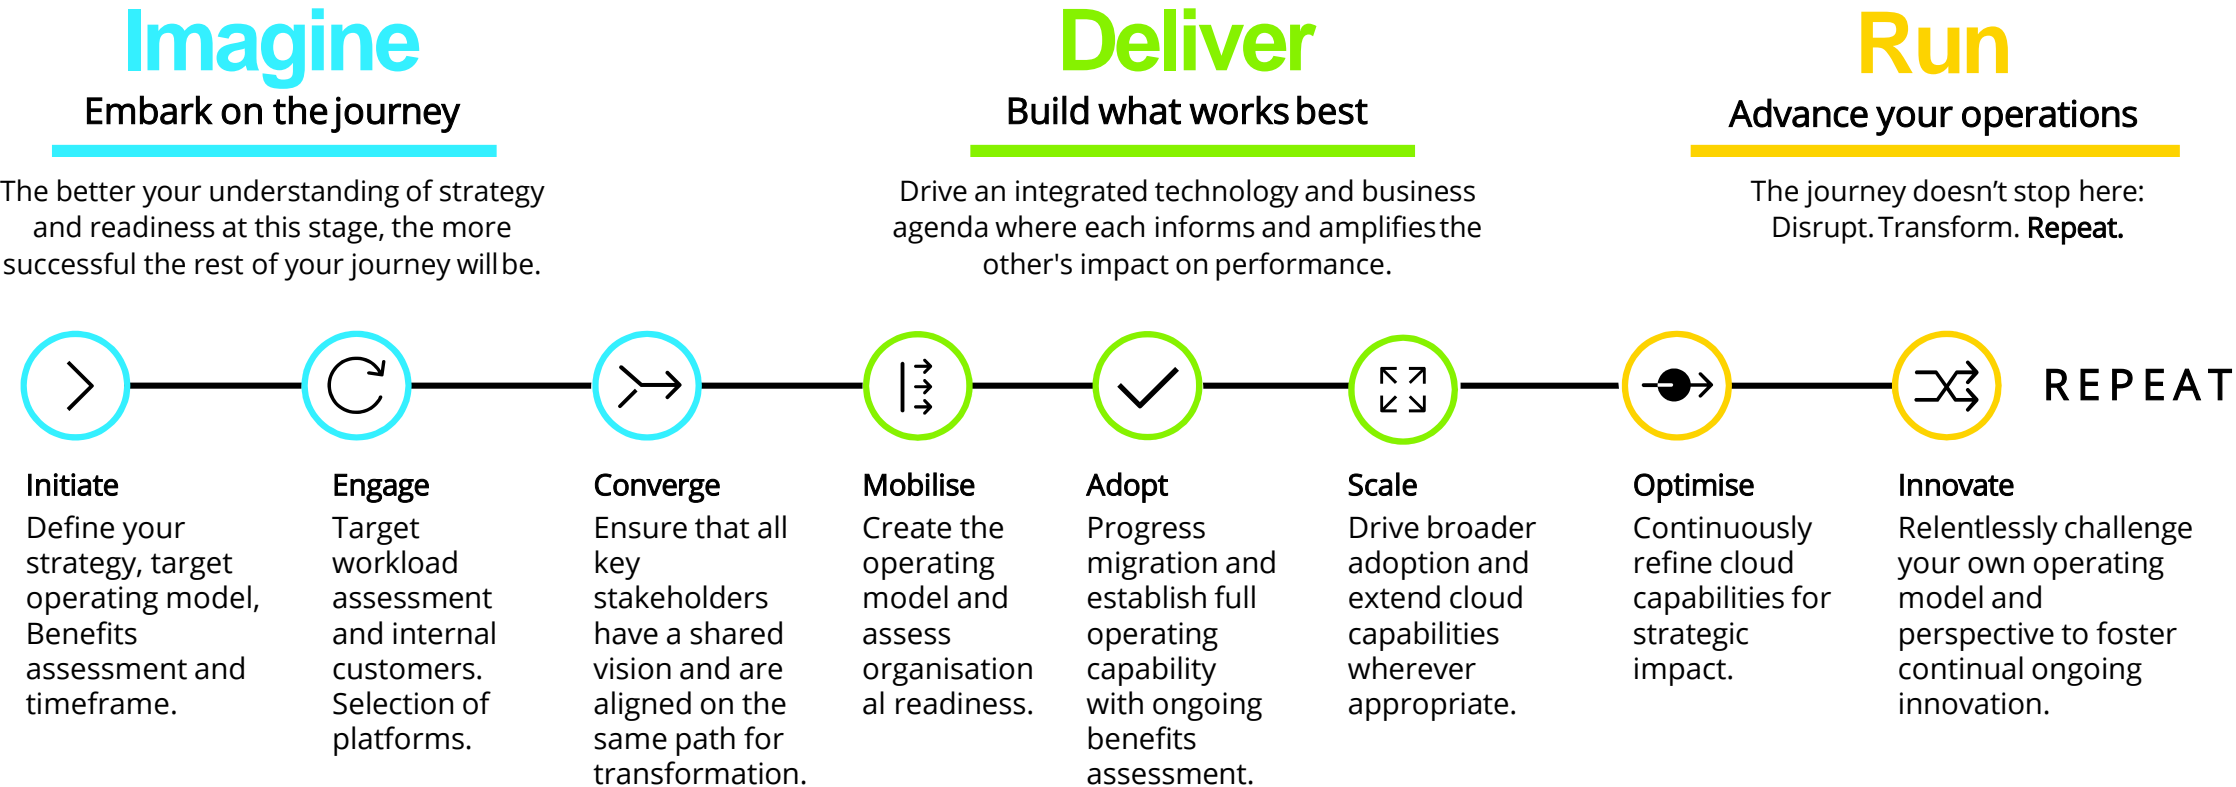 Imagine
Embark on the journey
The better your understanding of strategy
and readiness at this stage, the more
successful the rest of your journey will be.
Deliver
Build what works best
Drive an integrated technology and business
agenda where each informs and amplifies the
other's impact on performance.
Run
Advance your operations
The journey doesn’t stop here:
Disrupt. Transform. Repeat.
REPEAT
Initiate
Define your
strategy, target
operating model,
Benefits
assessment and
timeframe.
Engage
Target
workload
assessment
and internal
customers.
Selection of
platforms.
Converge
Ensure that all
key
stakeholders
have a shared
vision and are
aligned on the
same path for
transformation.
Mobilise
Create the
operating
model and
assess
organisation
al readiness.
Adopt
Progress
migration and
establish full
operating
capability
with ongoing
benefits
assessment.
Scale
Drive broader
adoption and
extend cloud
capabilities
wherever
appropriate.
Optimise
Continuously
refine cloud
capabilities for
strategic
impact.
Innovate
Relentlessly challenge
your own operating
model and
perspective to foster
continual ongoing
innovation.